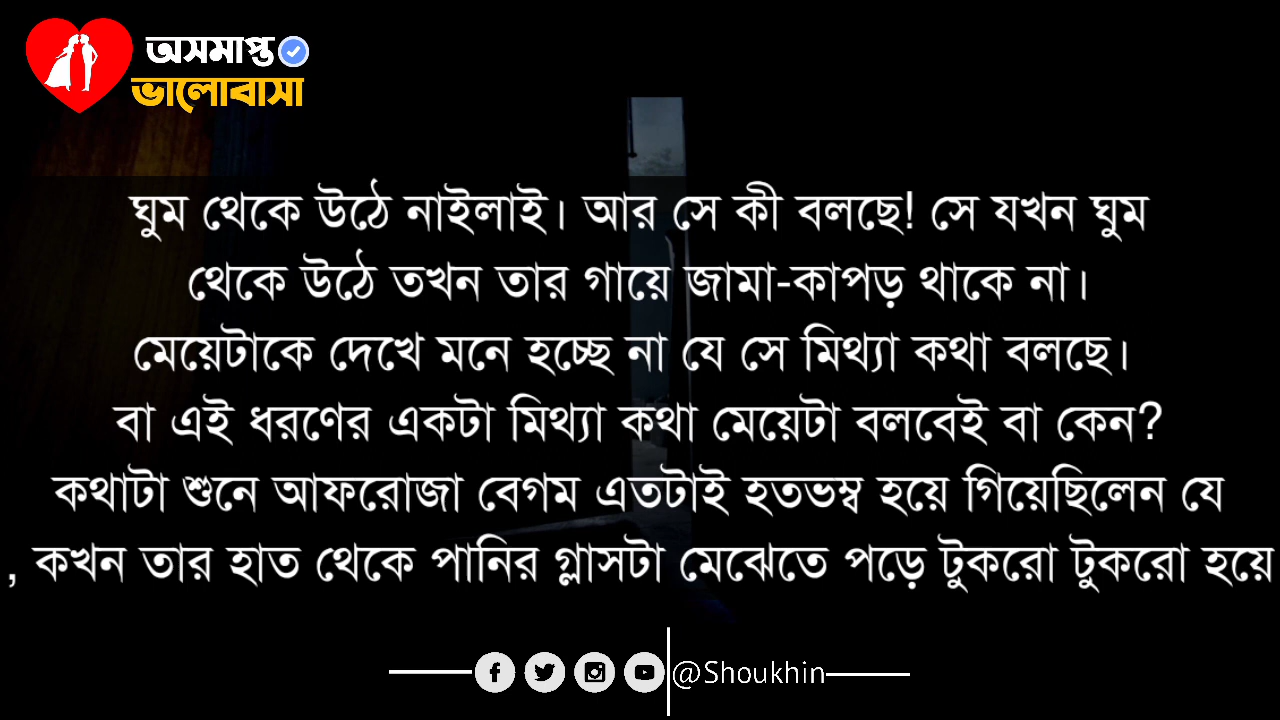 অসমাপ্ত
ভালোবাসা
ঘুম থেকে উঠে নাইলাই। আর সে কী বলছে! সে যখন ঘুম
থেকে উঠে তখন তার গায়ে জামা-কাপড় থাকে না।
মেয়েটাকে দেখে মনে হচ্ছে না যে সে মিথ্যা কথা বলছে।
বা এই ধরণের একটা মিথ্যা কথা মেয়েটা বলবেই বা কেন?
কথাটা শুনে আফরোজা বেগম এতটাই হতভম্ব হয়ে গিয়েছিলেন যে
, কখন তার হাত থেকে পানির গ্লাসটা মেঝেতে পড়ে টুকরো টুকরো হয়ে
@Shoukhin